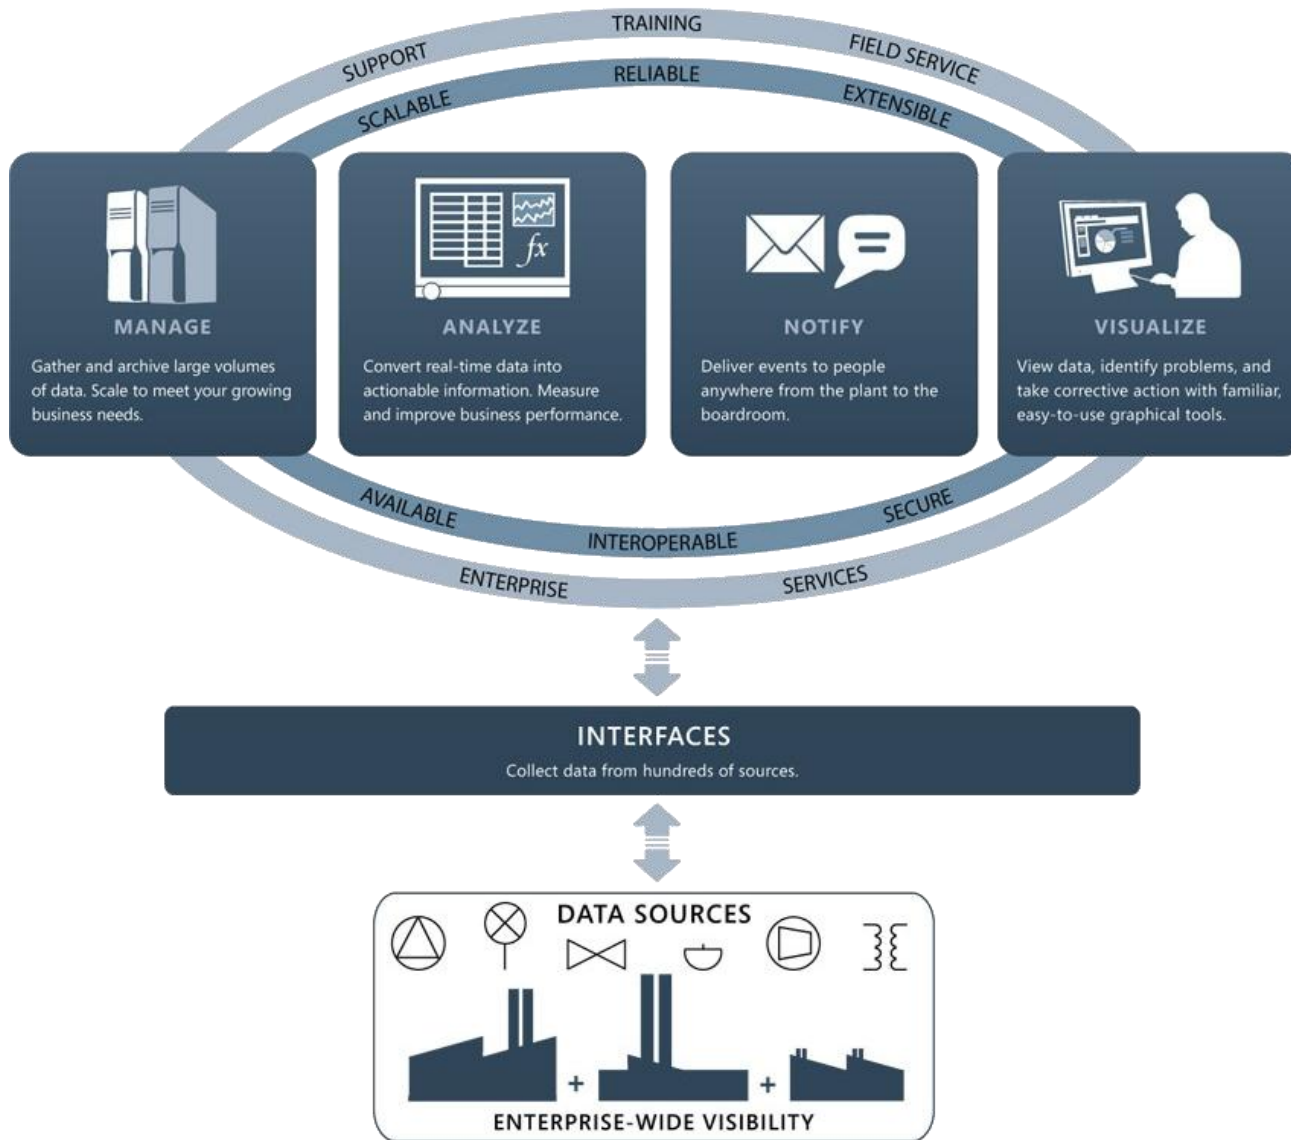 TRAINING
SUPPORT
FIELD SERVICE
RELIABLE
SCALABLE
EXTENSIBLE
MANAGE
Gather and archive large volumes
of data. Scale to meet your growing
business needs.
fx
ANALYZE
Convert real-time data into
actionable information. Measure
and improve business performance.
NOTIFY
Deliver events to people
anywhere from the plant to the
boardroom.
VISUALIZE
View data, identify problems, and
take corrective action with familiar,
easy-to-use graphical tools.
AVAILABLE
INTEROPERABLE
SECURE
ENTERPRISE SERVICES
INTERFACES
Collect data from hundreds of sources.
DATA SOURCES
+ +
ENTERPRISE-WIDE VISIBILITY